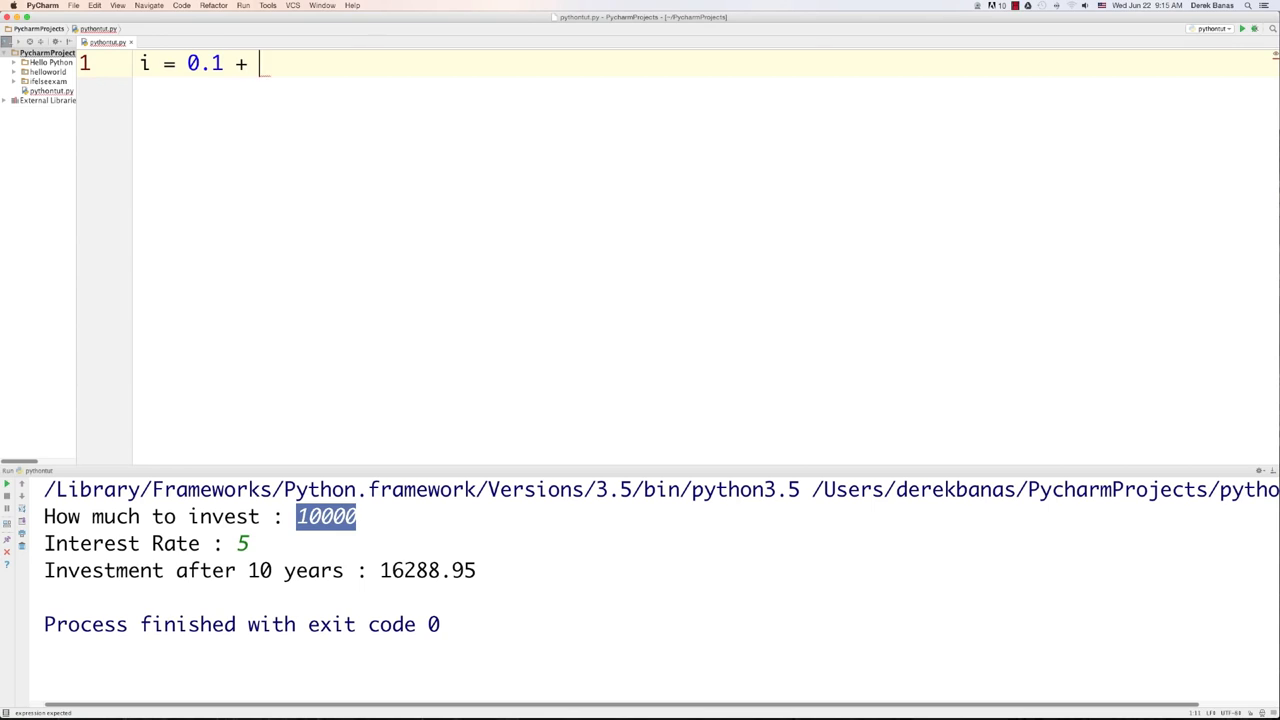 PyCharm File Edit View Navigate Code Refactor Run Tools VCS Window Help 10 Wed Jun 22 9:15 AM Derek Banas
pythontut.py - PycharmProjects - [~/PycharmProjects]
PycharmProjects pythontut.py pythontut
pythontut.py ×
PycharmProject
Hello Python
helloworld
ifelseexam
pythontut.py
External Librarie
1 i = 0.1 +
Run pythontut
/Library/Frameworks/Python.framework/Versions/3.5/bin/python3.5 /Users/derekbanas/PycharmProjects/pytho
How much to invest : 10000
Interest Rate : 5
Investment after 10 years : 16288.95
Process finished with exit code 0
expression expected 1:11 LF UTF-8